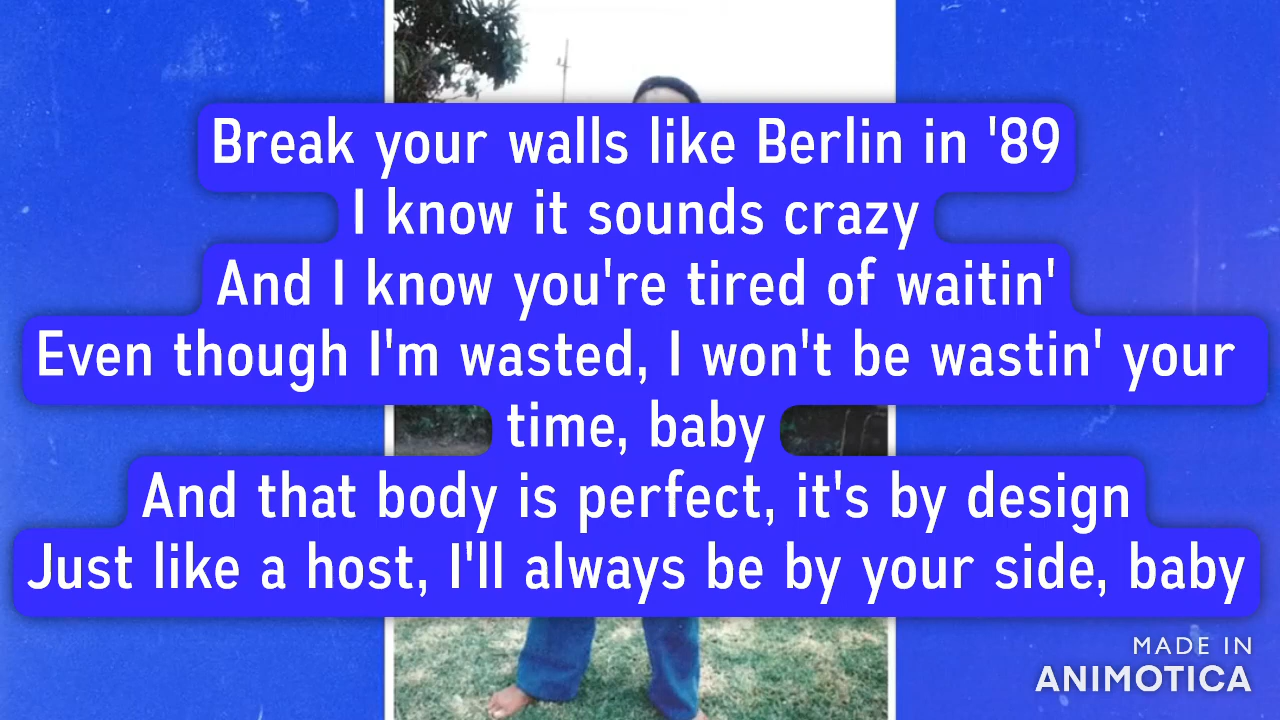 Break your walls like Berlin in '89
I know it sounds crazy
And I know you're tired of waitin'
Even though I'm wasted, I won't be wastin' your
time, baby
And that body is perfect, it's by design
Just like a host, I'll always be by your side, baby
MADE IN
ANIMOTICA